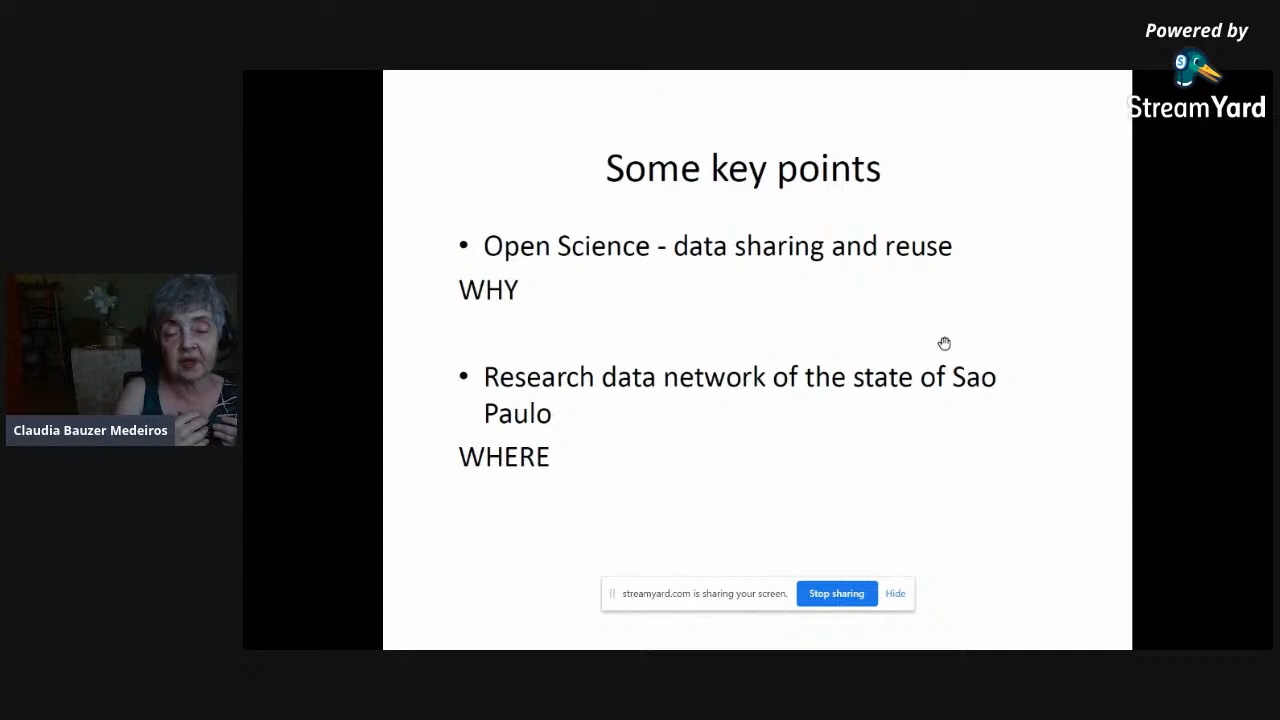 Powered by
StreamYard
Some key points
• Open Science - data sharing and reuse
WHY
• Research data network of the state of Sao
Paulo
WHERE
Claudia Bauzer Medeiros
streamyard.com is sharing your screen.
Stop sharing
Hide